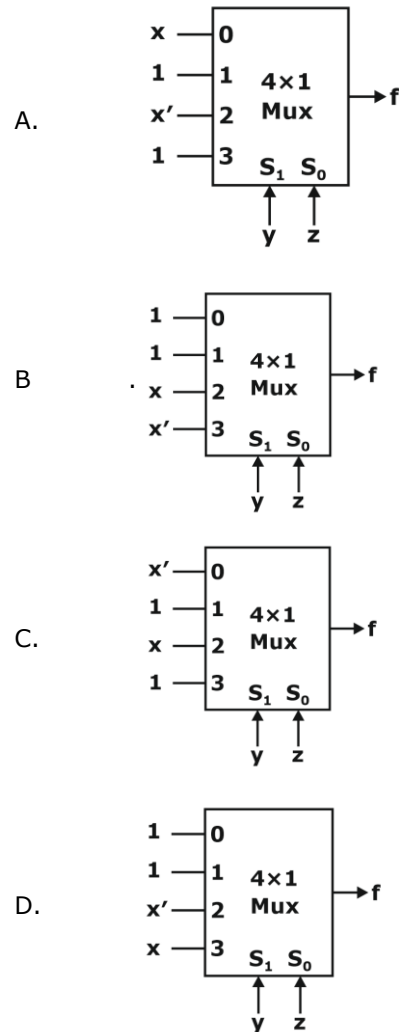 x 0
1 1
4×1
f
A.
x′ 2
Mux
1 3
S₁ S₀
y z
1 0
1 1
4×1
B . f
x 2
Mux
x′ 3
S₁ S₀
y z
x′ 0
1 1
4×1
C. f
x 2
Mux
1 3
S₁ S₀
y z
1 0
1 1
4×1
D. f
x′ 2
Mux
x 3
S₁ S₀
y z